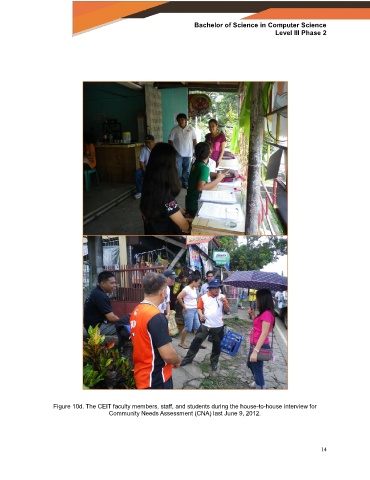 Bachelor of Science in Computer Science
Level III Phase 2
Figure 10d. The CEIT faculty members, staff, and students during the house-to-house interview for
Community Needs Assessment (CNA) last June 9, 2012.
14